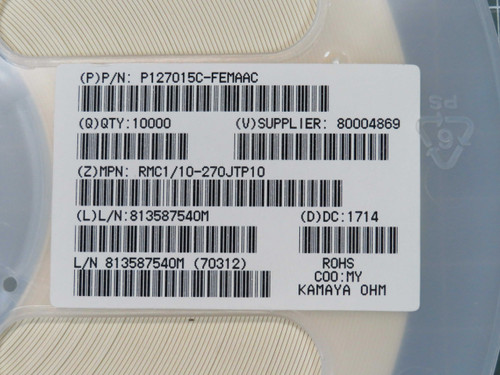 (P)P/N: P127015C-FEMAAC
(Q)QTY:10000 (V)SUPPLIER: 80004869
(Z)MPN: RMC1/10-270JTP10
(L)L/N:813587540M (D)DC:1714
L/N 813587540M (70312) ROHS
COO:MY
KAMAYA OHM
6
PS